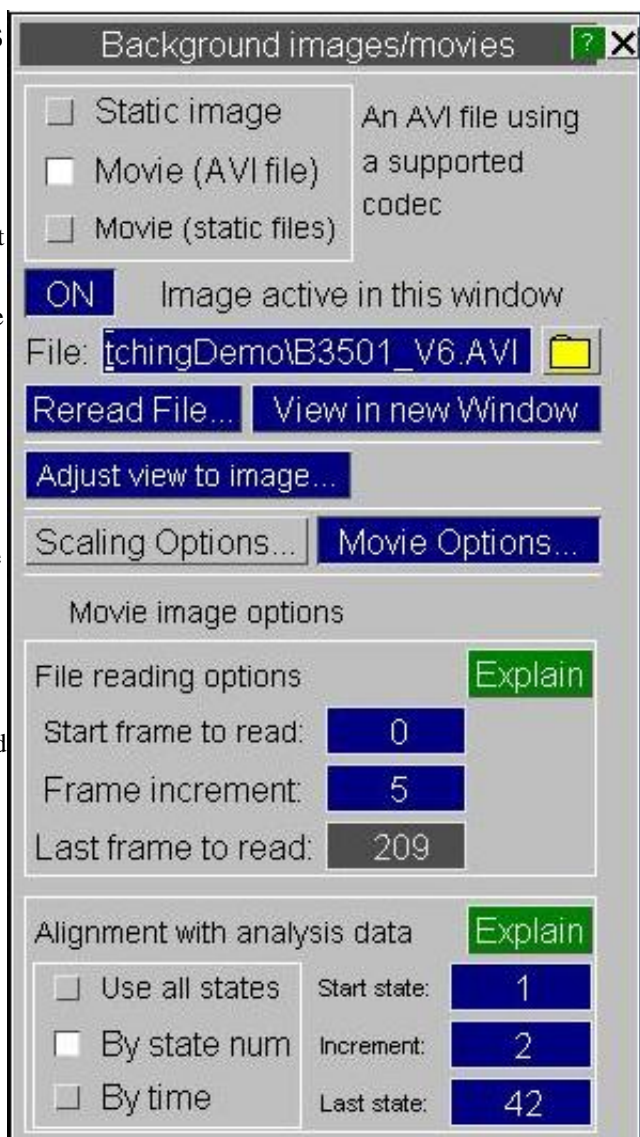 Background images/movies ? X
Static image
Movie (AVI file)
Movie (static files)
An AVI file using
a supported
codec
ON Image active in this window
File: tchingDemo\B3501_V6.AVI
Reread File... View in new Window
Adjust view to image...
Scaling Options... Movie Options...
Movie image options
File reading options Explain
Start frame to read: 0
Frame increment: 5
Last frame to read: 209
Alignment with analysis data Explain
Use all states Start state: 1
By state num Increment: 2
By time Last state: 42